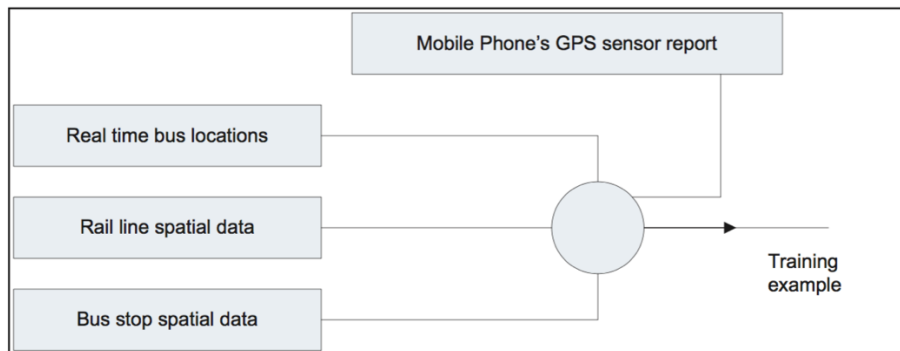 Mobile Phone's GPS sensor report
Real time bus locations
Rail line spatial data
Bus stop spatial data
Training
example